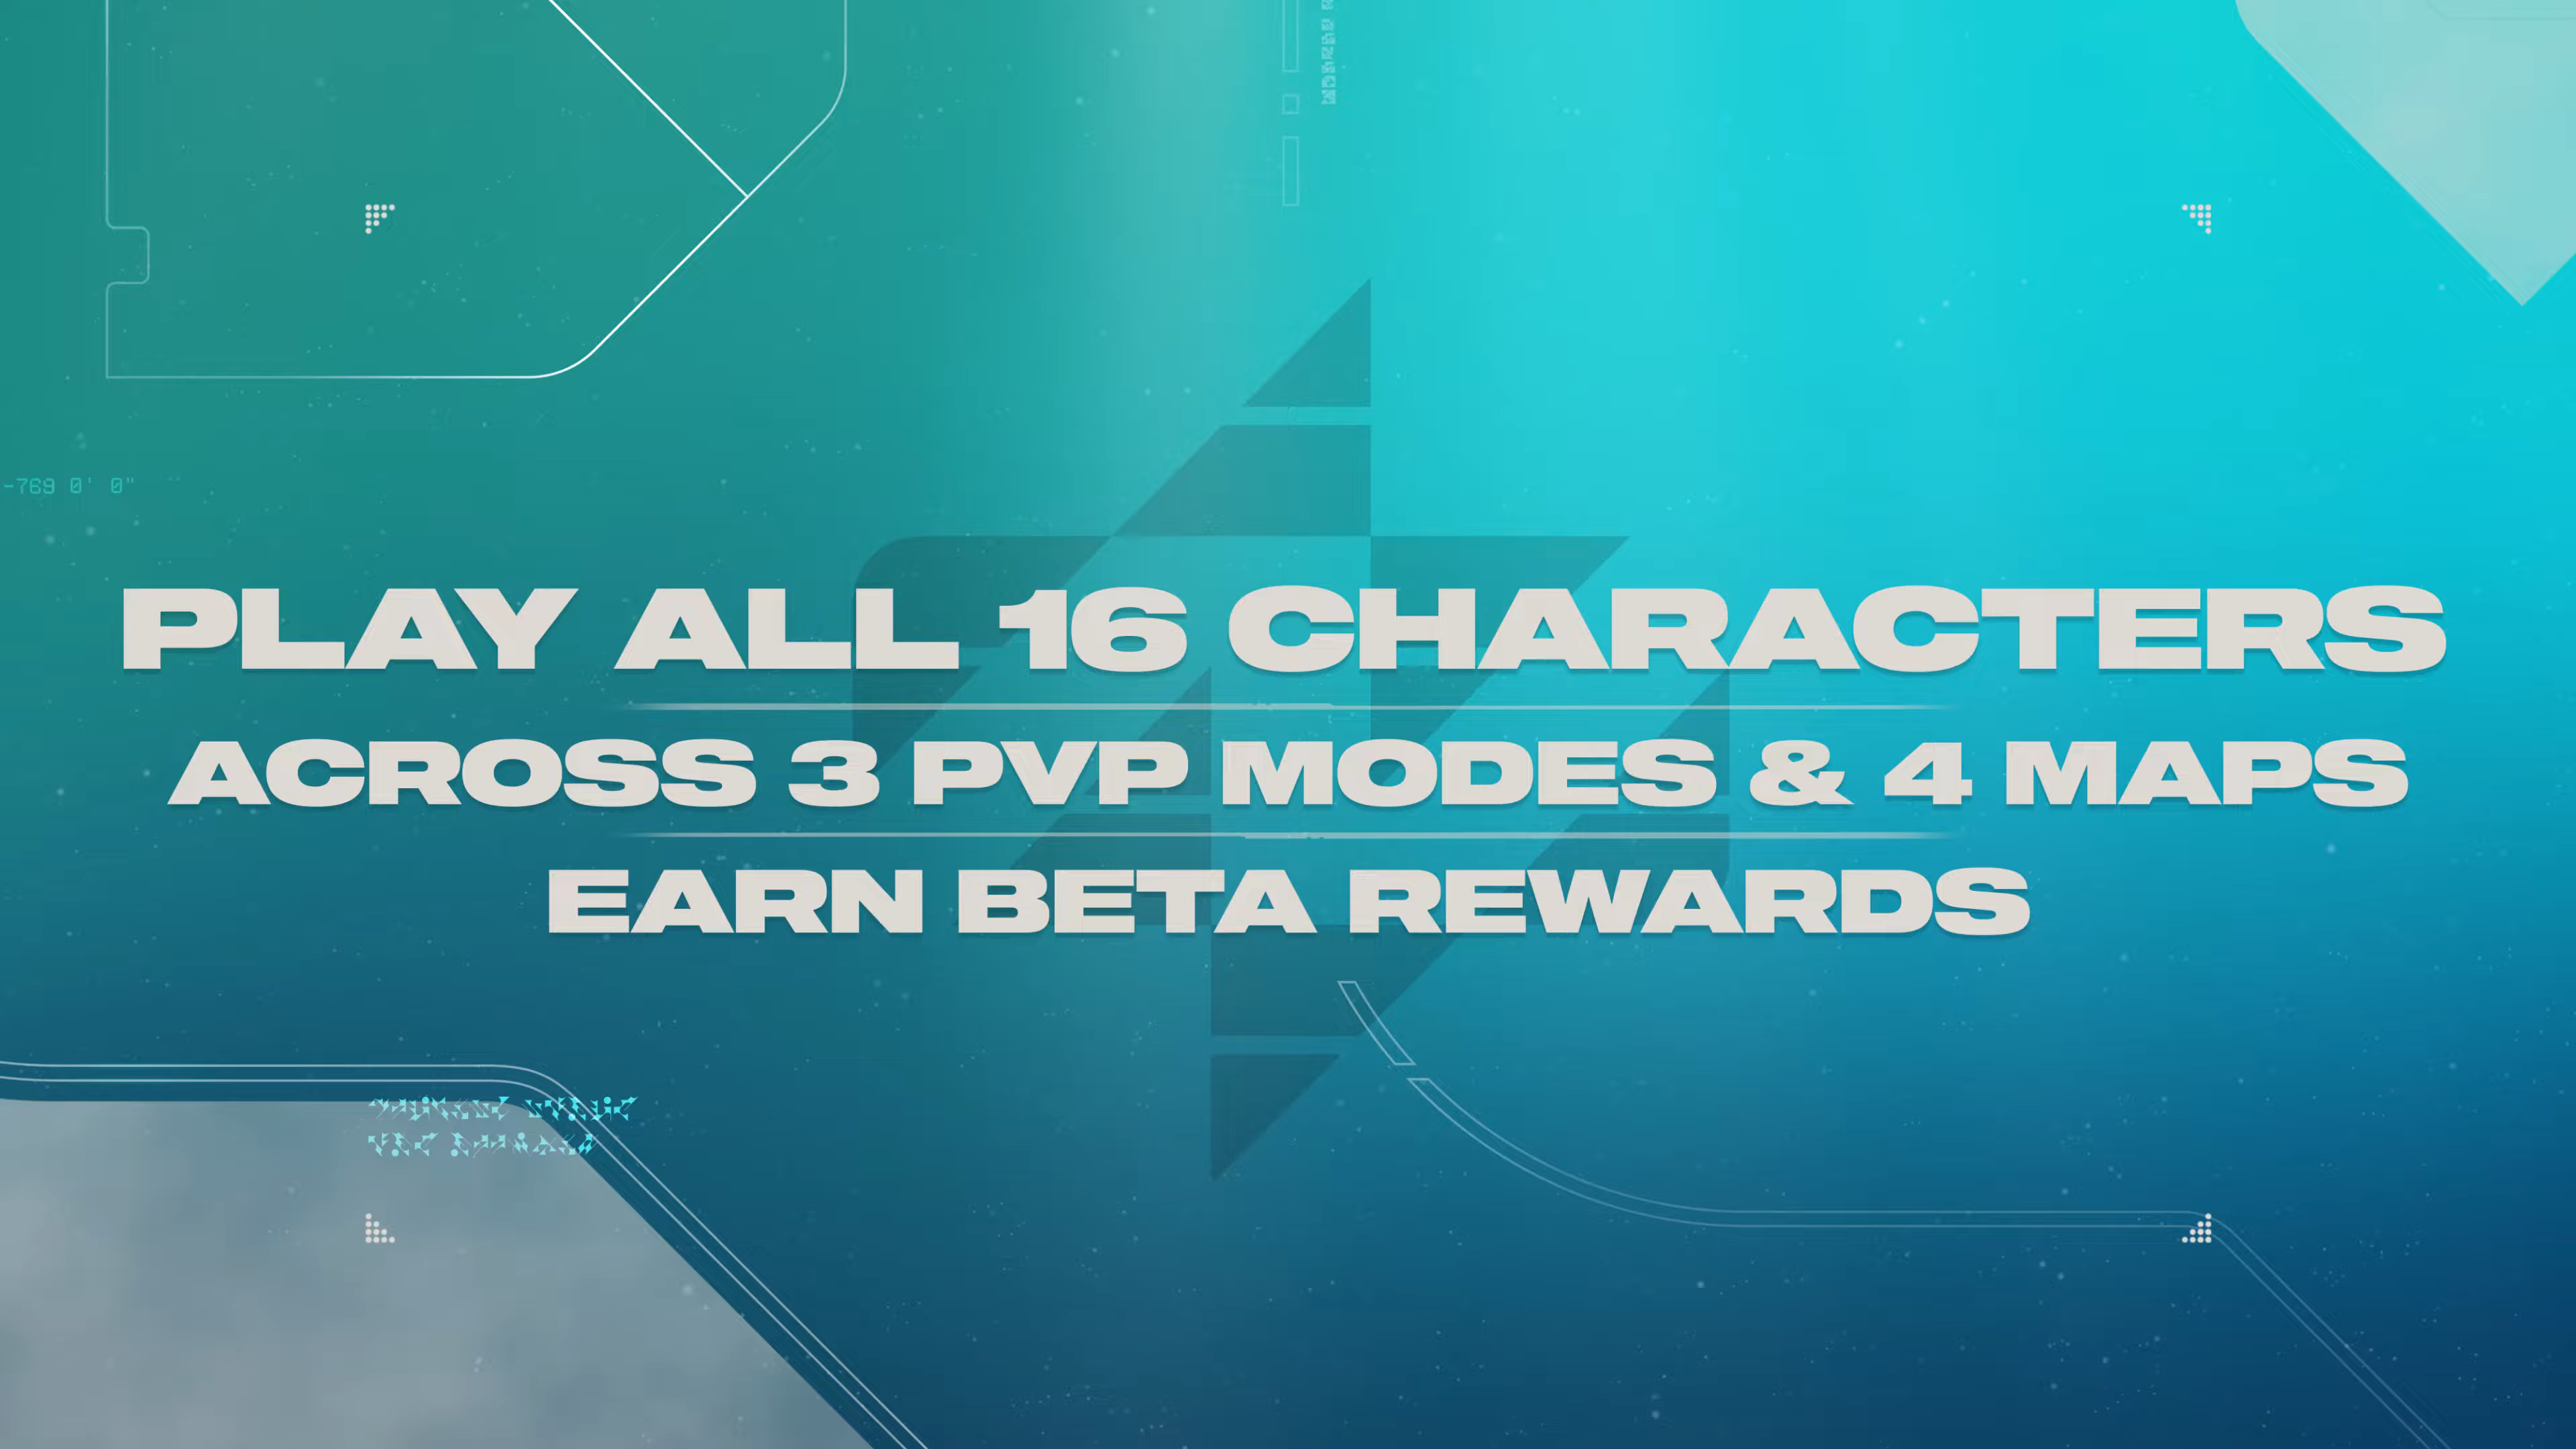 -769 0' 0"
PLAY ALL 16 CHARACTERS
ACROSS 3 PVP MODES & 4 MAPS
EARN BETA REWARDS